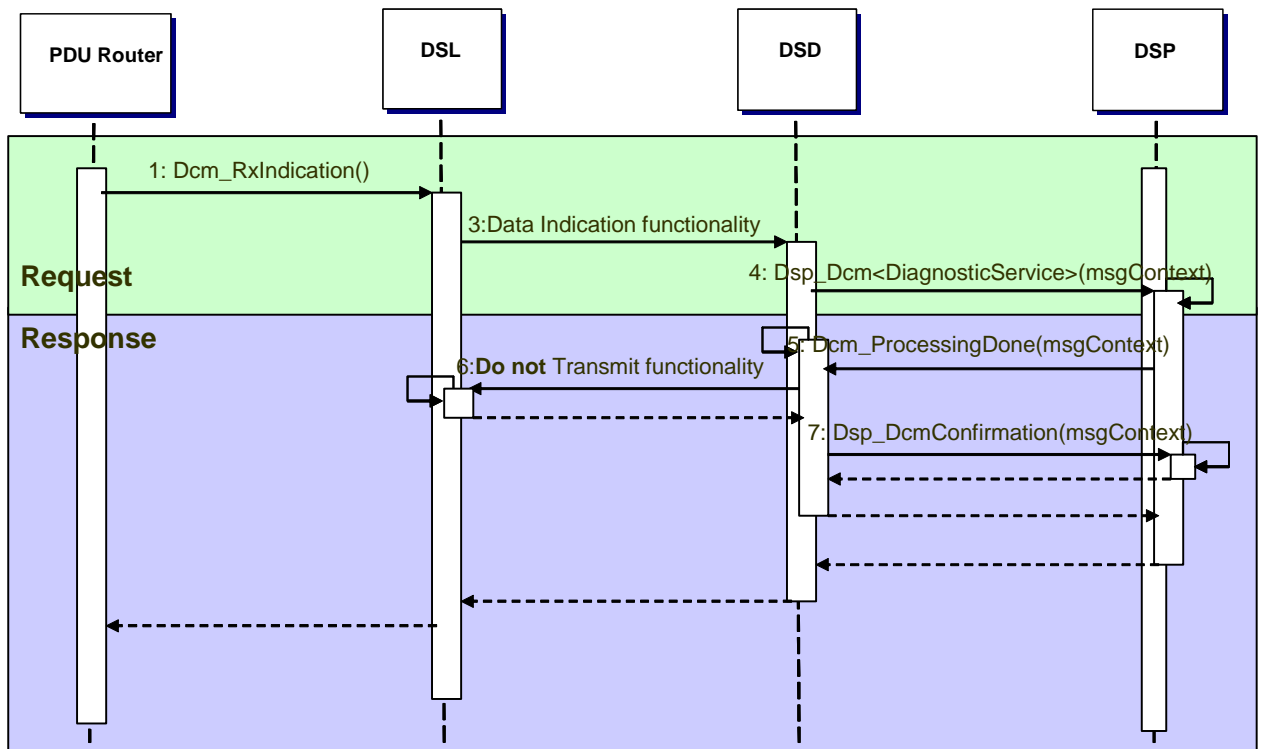 PDU Router
DSL
DSD
DSP
1: Dcm_RxIndication()
3:Data Indication functionality
Request
4: Dsp_Dcm<DiagnosticService>(msgContext)
Response
5: Dcm_ProcessingDone(msgContext)
6:Do not Transmit functionality
7: Dsp_DcmConfirmation(msgContext)